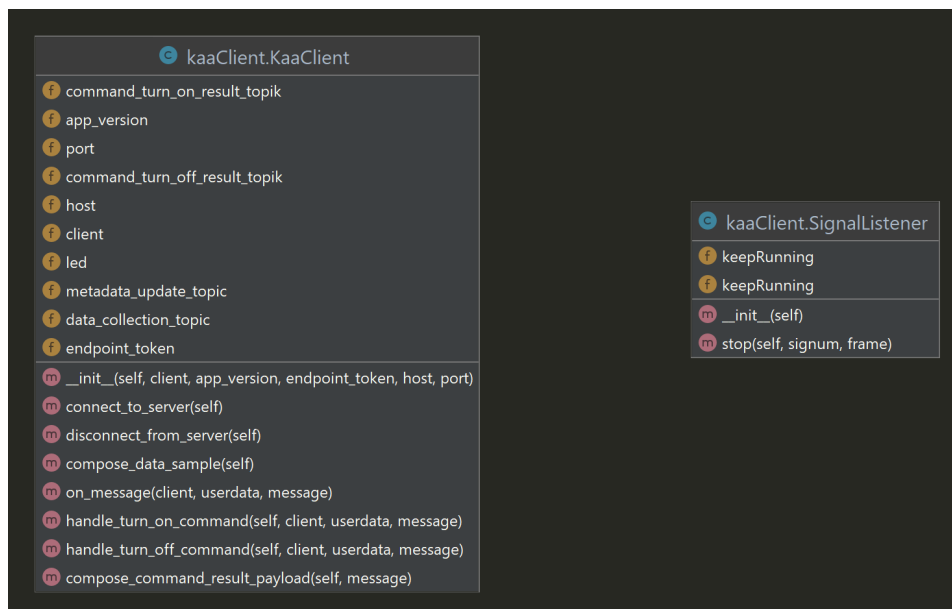 kaaClient.KaaClient
command_turn_on_result_topik
app_version
port
command_turn_off_result_topik
host
client
led
metadata_update_topic
data_collection_topic
endpoint_token
__init__(self, client, app_version, endpoint_token, host, port)
connect_to_server(self)
disconnect_from_server(self)
compose_data_sample(self)
on_message(client, userdata, message)
handle_turn_on_command(self, client, userdata, message)
handle_turn_off_command(self, client, userdata, message)
compose_command_result_payload(self, message)
kaaClient.SignalListener
keepRunning
keepRunning
__init__(self)
stop(self, signum, frame)